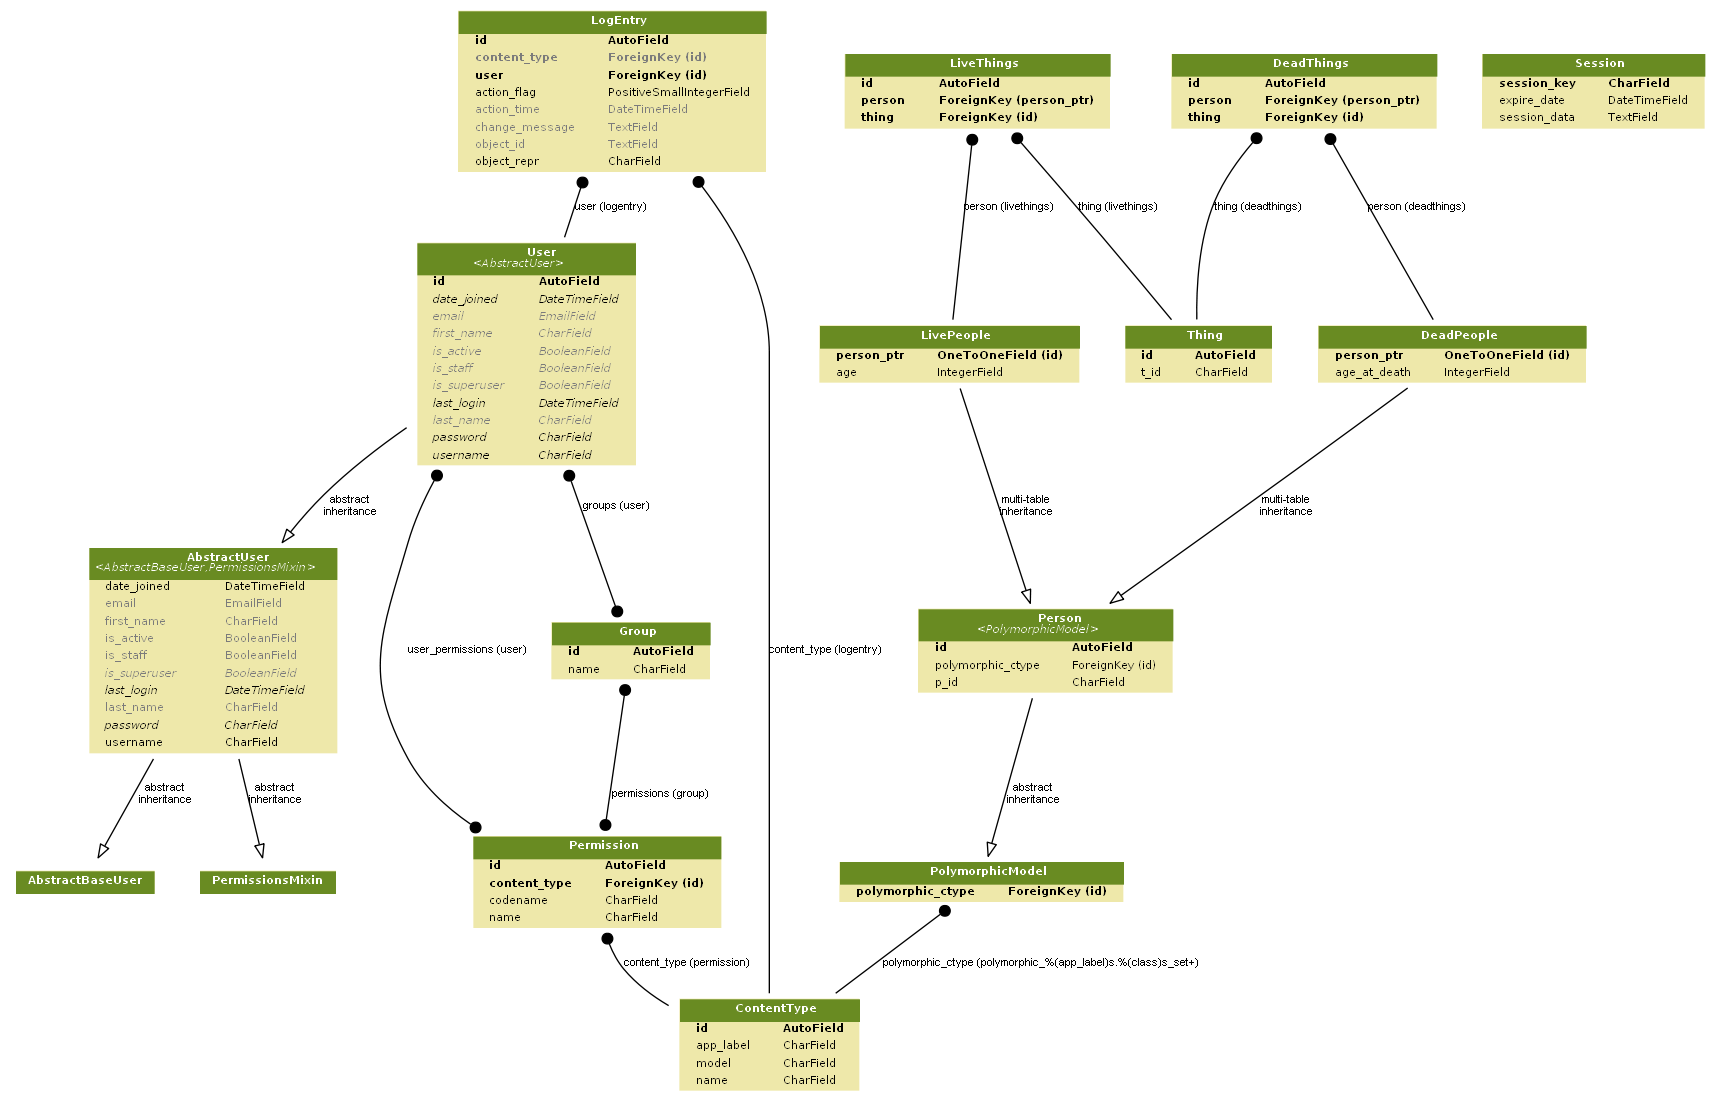 LogEntry
id AutoField
content_type ForeignKey (id)
user ForeignKey (id)
action_flag PositiveSmallIntegerField
action_time DateTimeField
change_message TextField
object_id TextField
object_repr CharField
LiveThings
id AutoField
person ForeignKey (person_ptr)
thing ForeignKey (id)
DeadThings
id AutoField
person ForeignKey (person_ptr)
thing ForeignKey (id)
Session
session_key CharField
expire_date DateTimeField
session_data TextField
user (logentry)
person (livethings)
thing (livethings)
thing (deadthings)
person (deadthings)
User
<AbstractUser>
id AutoField
date_joined DateTimeField
email EmailField
first_name CharField
is_active BooleanField
is_staff BooleanField
is_superuser BooleanField
last_login DateTimeField
last_name CharField
password CharField
username CharField
LivePeople
person_ptr OneToOneField (id)
age IntegerField
Thing
id AutoField
t_id CharField
DeadPeople
person_ptr OneToOneField (id)
age_at_death IntegerField
abstract
inheritance
groups (user)
multi-table
inheritance
multi-table
inheritance
AbstractUser
<AbstractBaseUser,PermissionsMixin>
date_joined DateTimeField
email EmailField
first_name CharField
is_active BooleanField
is_staff BooleanField
is_superuser BooleanField
last_login DateTimeField
last_name CharField
password CharField
username CharField
user_permissions (user)
Group
id AutoField
name CharField
content_type (logentry)
Person
<PolymorphicModel>
id AutoField
polymorphic_ctype ForeignKey (id)
p_id CharField
abstract
inheritance
abstract
inheritance
permissions (group)
abstract
inheritance
AbstractBaseUser
PermissionsMixin
Permission
id AutoField
content_type ForeignKey (id)
codename CharField
name CharField
PolymorphicModel
polymorphic_ctype ForeignKey (id)
content_type (permission)
polymorphic_ctype (polymorphic_%(app_label)s.%(class)s_set+)
ContentType
id AutoField
app_label CharField
model CharField
name CharField